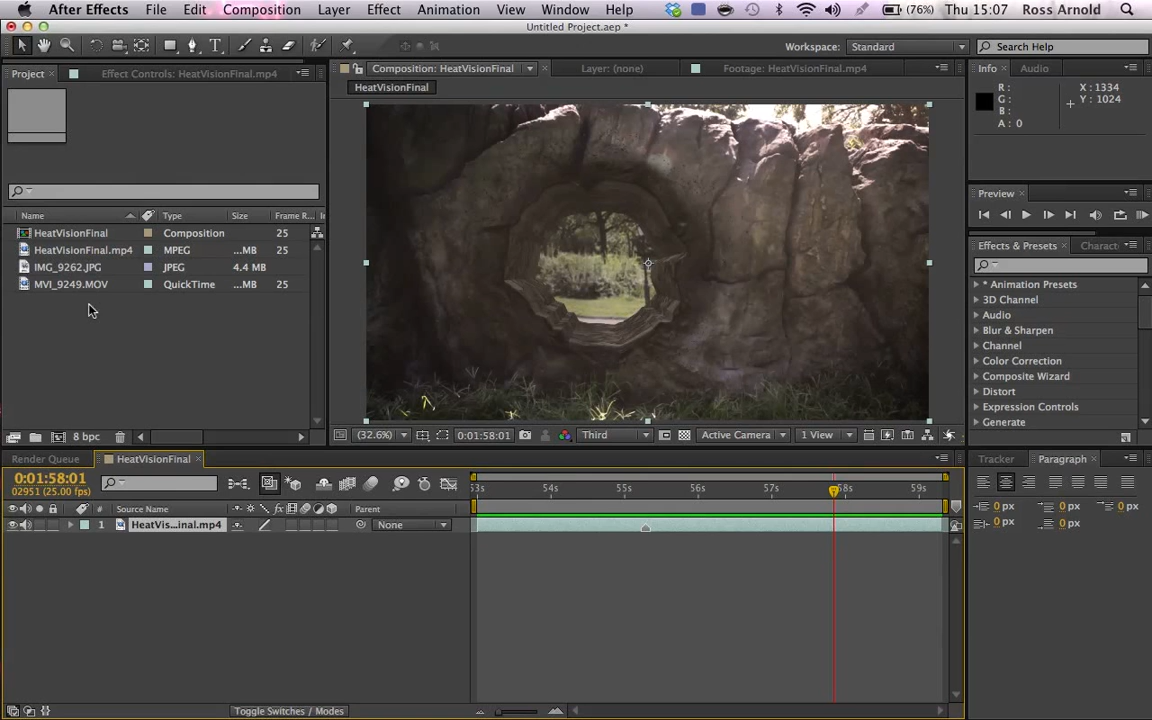 After Effects File Edit Composition Layer Effect Animation View Window Help (76%) Thu 15:07 Ross Arnold
Untitled Project.aep *
Workspace: Standard Search Help
Project Effect Controls: HeatVisionFinal.mp4
Composition: HeatVisionFinal Layer: (none) Footage: HeatVisionFinal.mp4
Info Audio
HeatVisionFinal
R : X : 1334
G : Y : 1024
B :
A : 0
Preview
Name Type Size Frame R...
HeatVisionFinal Composition 25
HeatVisionFinal.mp4 MPEG ...MB 25
IMG_9262.JPG JPEG 4.4 MB
MVI_9249.MOV QuickTime ...MB 25
Effects & Presets Charact
* Animation Presets
3D Channel
Audio
Blur & Sharpen
Channel
Color Correction
Composite Wizard
Distort
Expression Controls
Generate
8 bpc
(32.6%) 0:01:58:01 Third Active Camera 1 View
Render Queue HeatVisionFinal
Tracker Paragraph
0:01:58:01
02951 (25.00 fps)
53s 54s 55s 56s 57s 58s 59s
# Source Name Parent
1 HeatVis...inal.mp4 None
0 px 0 px 0 px
0 px 0 px
Toggle Switches / Modes